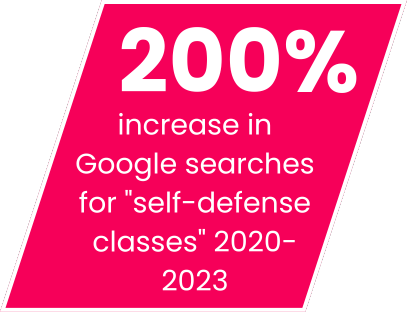 200%
increase in
Google searches
for "self-defense
classes" 2020-
2023